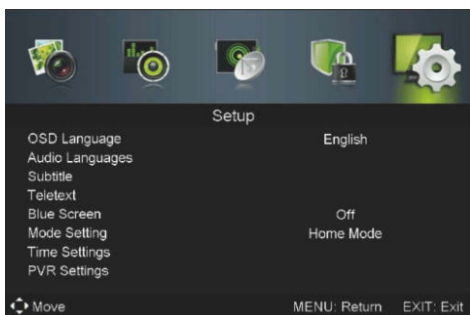 Setup
OSD Language English
Audio Languages
Subtitle
Teletext
Blue Screen Off
Mode Setting Home Mode
Time Settings
PVR Settings
Move MENU: Return EXIT: Exit